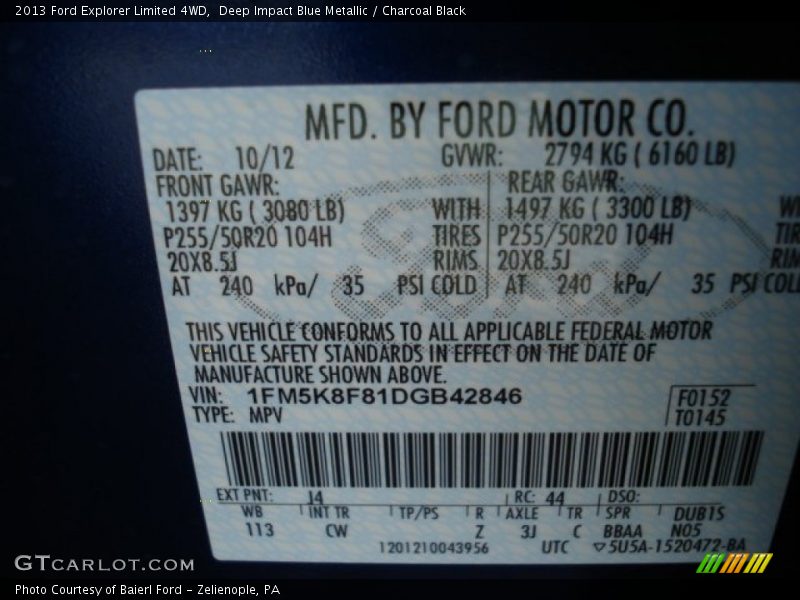 2013 Ford Explorer Limited 4WD, Deep Impact Blue Metallic / Charcoal Black
MFD. BY FORD MOTOR CO.
DATE: 10/12 GVWR: 2794 KG ( 6160 LB)
FRONT GAWR: REAR GAWR:
1397 KG ( 3080 LB) WITH 1497 KG ( 3300 LB) WI
P255/50R20 104H TIRES P255/50R20 104H TIR
20X8.5J RIMS 20X8.5J RIM
AT 240 kPa/ 35 PSI COLD AT 240 kPa/ 35 PSI COL
THIS VEHICLE CONFORMS TO ALL APPLICABLE FEDERAL MOTOR
VEHICLE SAFETY STANDARDS IN EFFECT ON THE DATE OF
MANUFACTURE SHOWN ABOVE.
VIN: 1FM5K8F81DGB42846 F0152
TYPE: MPV T0145
EXT PNT: J4 RC: 44 DSO:
WB INT TR TP/PS R AXLE TR SPR DUB1S
113 CW Z 3J C BBAA N05
1201210043956 UTC ▽5U5A-1520472-BA
GTCARLOT.COM
Photo Courtesy of Baierl Ford - Zelienople, PA